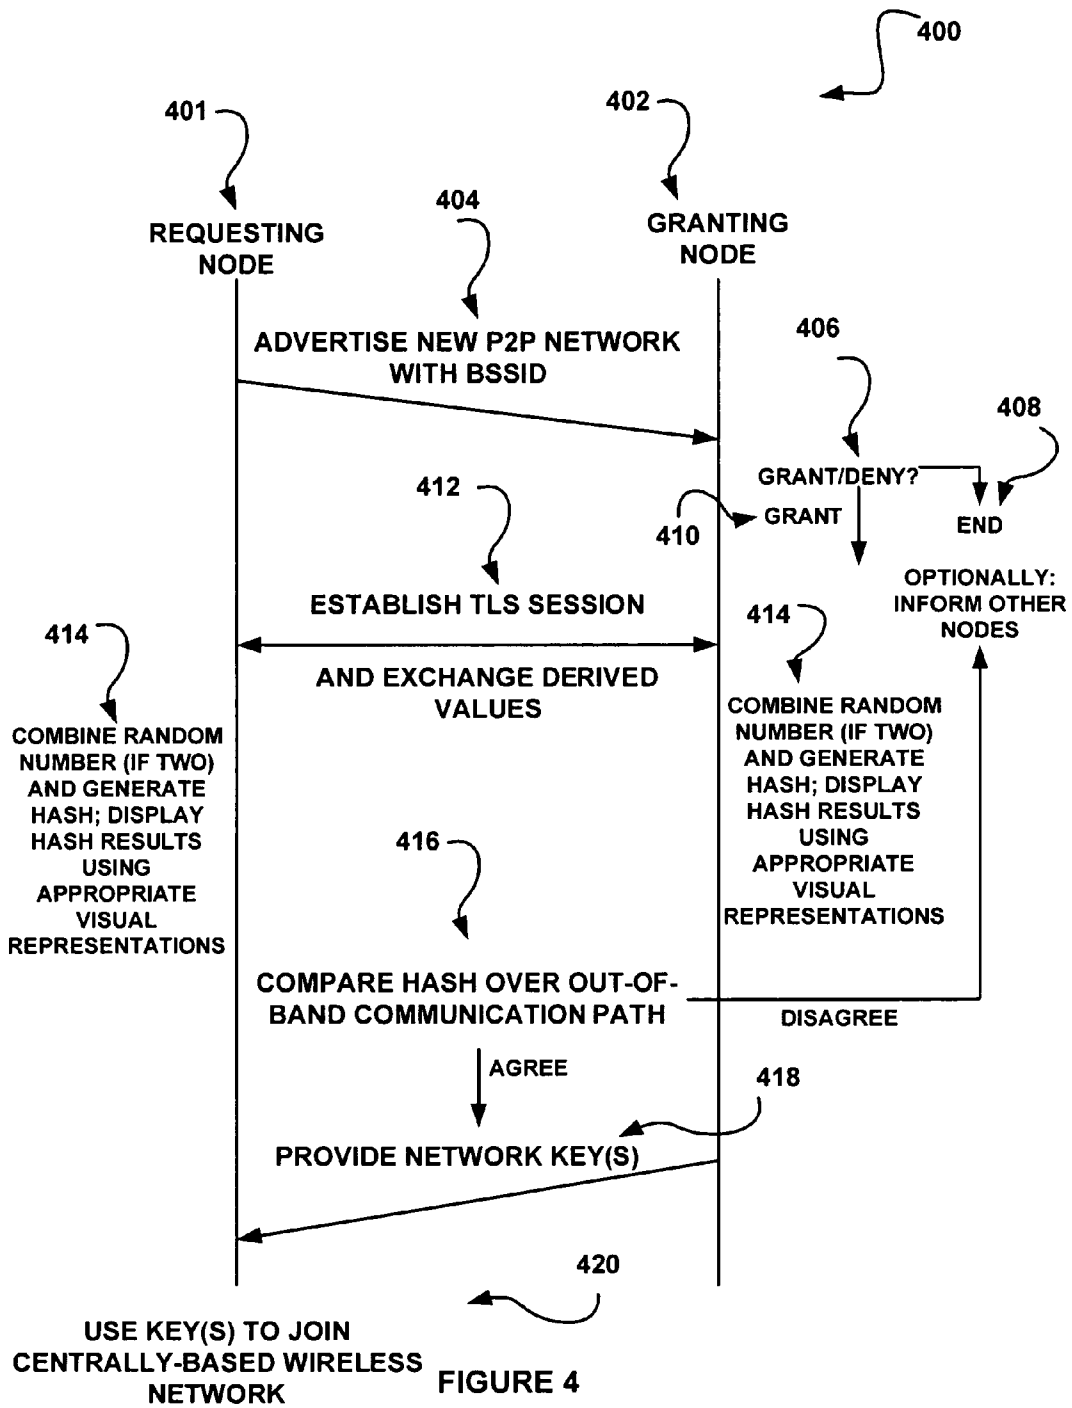 400
401
402
REQUESTING
NODE
404
GRANTING
NODE
ADVERTISE NEW P2P NETWORK
WITH BSSID
406
408
GRANT/DENY?
412
410
GRANT
END
ESTABLISH TLS SESSION
OPTIONALLY:
INFORM OTHER
NODES
414
414
AND EXCHANGE DERIVED
VALUES
COMBINE RANDOM
NUMBER (IF TWO)
AND GENERATE
HASH; DISPLAY
HASH RESULTS
USING
APPROPRIATE
VISUAL
REPRESENTATIONS
COMBINE RANDOM
NUMBER (IF TWO)
AND GENERATE
HASH; DISPLAY
HASH RESULTS
USING
APPROPRIATE
VISUAL
REPRESENTATIONS
416
COMPARE HASH OVER OUT-OF-
BAND COMMUNICATION PATH
DISAGREE
AGREE
418
PROVIDE NETWORK KEY(S)
420
USE KEY(S) TO JOIN
CENTRALLY-BASED WIRELESS
NETWORK
FIGURE 4